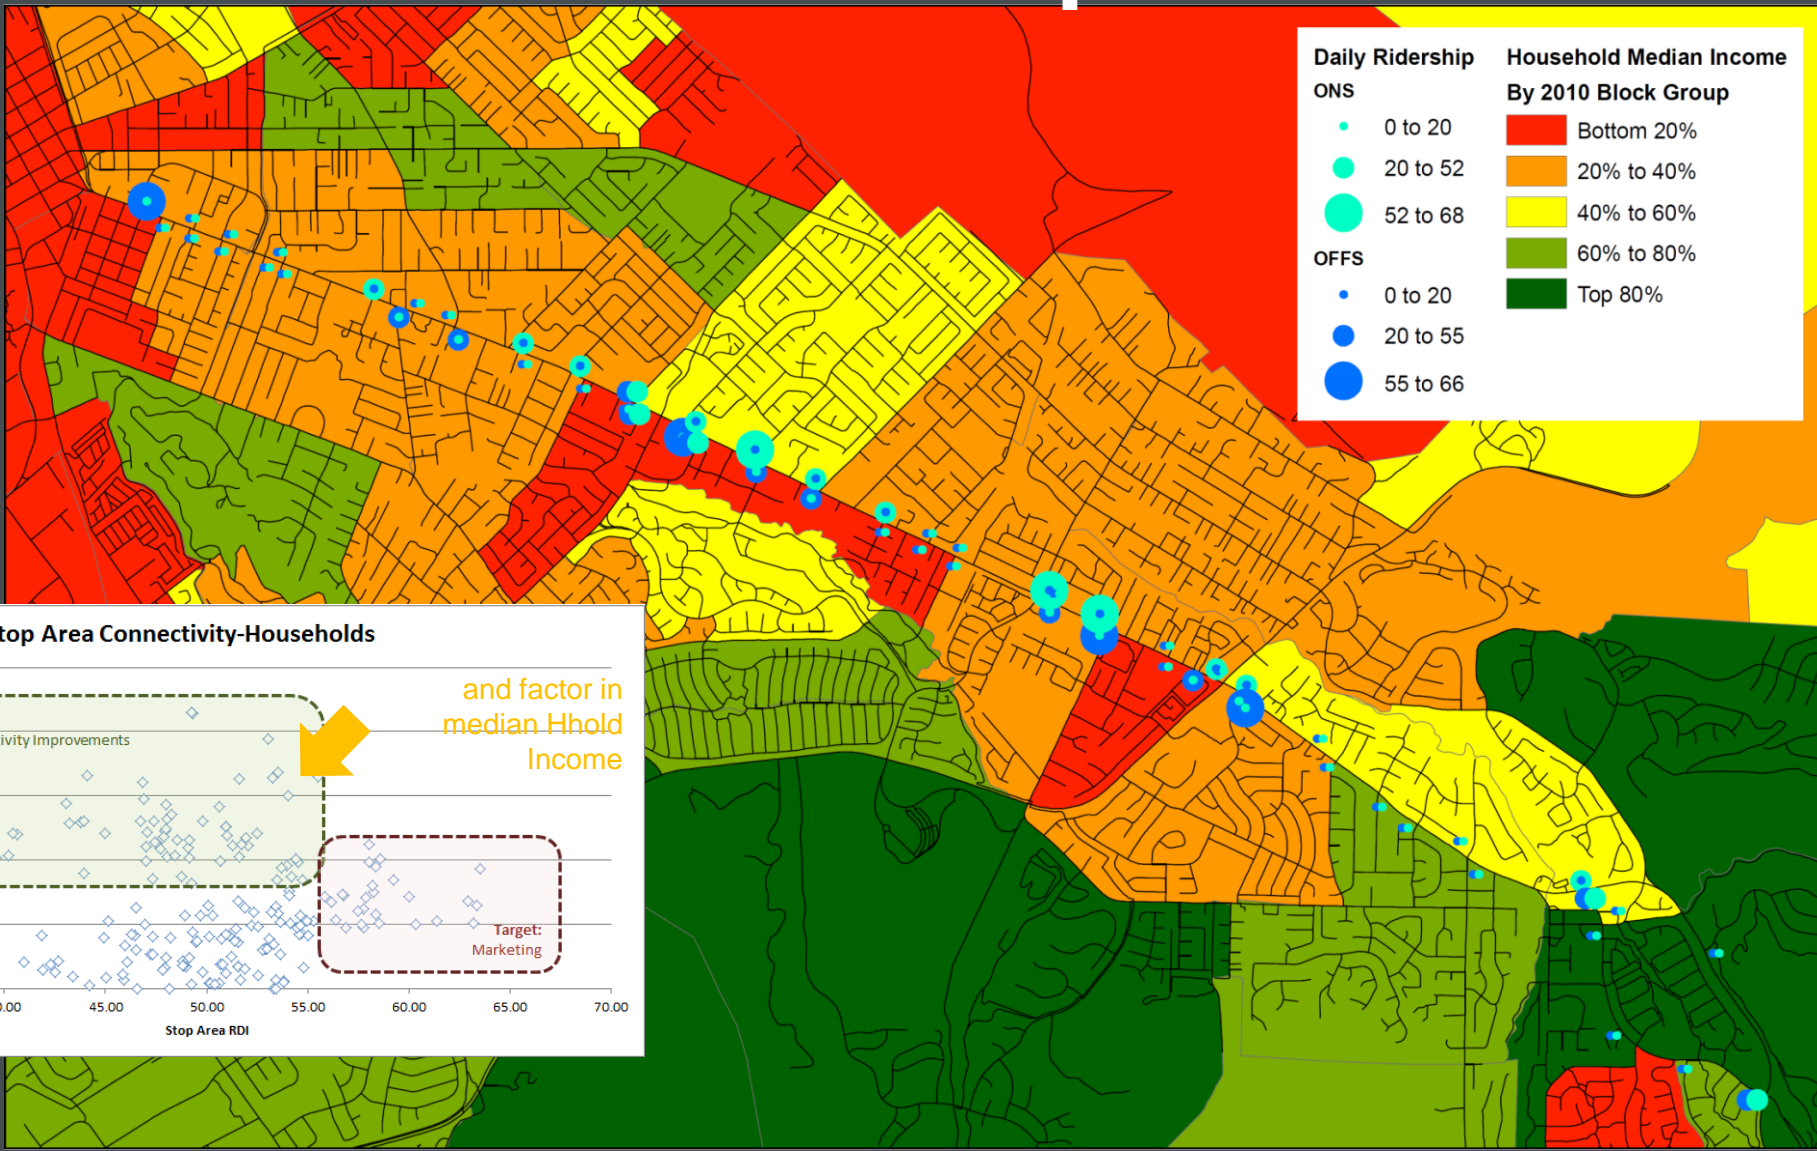 Daily Ridership
ONS
0 to 20
20 to 52
52 to 68
OFFS
0 to 20
20 to 55
55 to 66
Household Median Income
By 2010 Block Group
Bottom 20%
20% to 40%
40% to 60%
60% to 80%
Top 80%
top Area Connectivity-Households
and factor in
median Hhold
Income
ivity Improvements
Target:
Marketing
0.00 45.00 50.00 55.00 60.00 65.00 70.00
Stop Area RDI